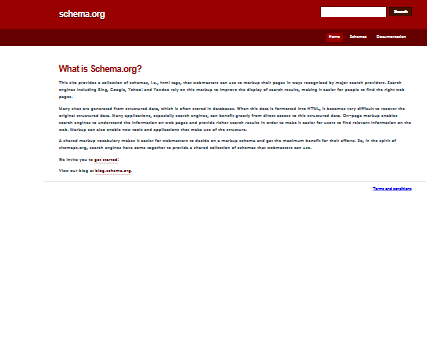 schema.org
Search
Home Schemas Documentation
What is Schema.org?
This site provides a collection of schemas, i.e., html tags, that webmasters can use to markup their pages in ways recognized by major search providers. Search
engines including Bing, Google, Yahoo! and Yandex rely on this markup to improve the display of search results, making it easier for people to find the right web
pages.
Many sites are generated from structured data, which is often stored in databases. When this data is formatted into HTML, it becomes very difficult to recover the
original structured data. Many applications, especially search engines, can benefit greatly from direct access to this structured data. On-page markup enables
search engines to understand the information on web pages and provide richer search results in order to make it easier for users to find relevant information on the
web. Markup can also enable new tools and applications that make use of the structure.
A shared markup vocabulary makes it easier for webmasters to decide on a markup schema and get the maximum benefit for their efforts. So, in the spirit of
sitemaps.org, search engines have come together to provide a shared collection of schemas that webmasters can use.
We invite you to get started!
View our blog at blog.schema.org.
Terms and conditions